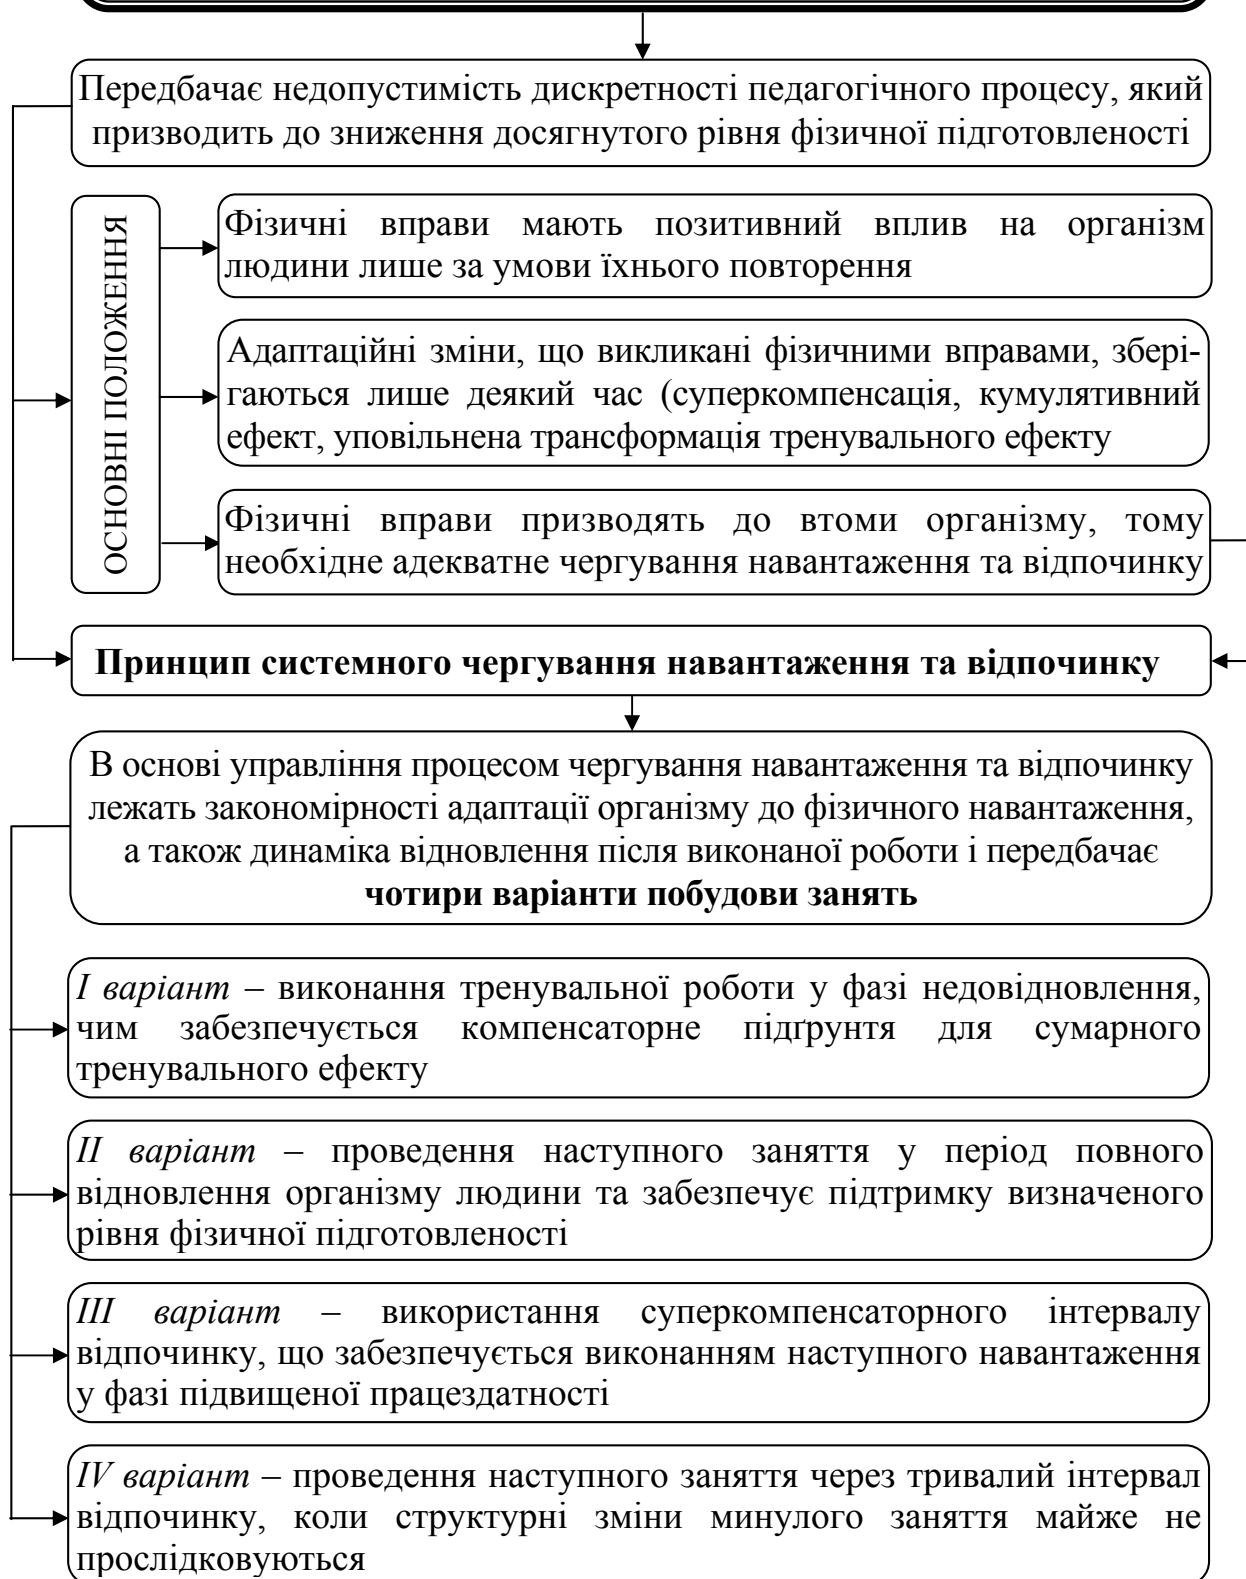 Передбачає недопустимість дискретності педагогічного процесу, який
призводить до зниження досягнутого рівня фізичної підготовленості
ОСНОВНІ ПОЛОЖЕННЯ
Фізичні вправи мають позитивний вплив на організм
людини лише за умови їхнього повторення
Адаптаційні зміни, що викликані фізичними вправами, збері-
гаються лише деякий час (суперкомпенсація, кумулятивний
ефект, уповільнена трансформація тренувального ефекту
Фізичні вправи призводять до втоми організму, тому
необхідне адекватне чергування навантаження та відпочинку
Принцип системного чергування навантаження та відпочинку
В основі управління процесом чергування навантаження та відпочинку
лежать закономірності адаптації організму до фізичного навантаження,
а також динаміка відновлення після виконаної роботи і передбачає
чотири варіанти побудови занять
І варіант – виконання тренувальної роботи у фазі недовідновлення,
чим забезпечується компенсаторне підґрунтя для сумарного
тренувального ефекту
ІІ варіант – проведення наступного заняття у період повного
відновлення організму людини та забезпечує підтримку визначеного
рівня фізичної підготовленості
ІІІ варіант – використання суперкомпенсаторного інтервалу
відпочинку, що забезпечується виконанням наступного навантаження
у фазі підвищеної працездатності
IV варіант – проведення наступного заняття через тривалий інтервал
відпочинку, коли структурні зміни минулого заняття майже не
прослідковуються